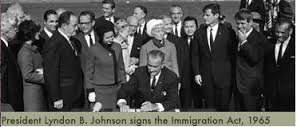 President Lyndon B. Johnson signs the Immigration Act, 1965